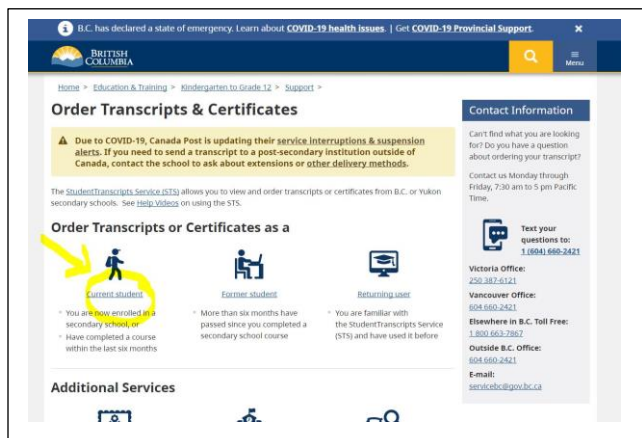 B.C. has declared a state of emergency. Learn about COVID-19 health issues. | Get COVID-19 Provincial Support. ×
BRITISH
COLUMBIA
Menu
Home > Education & Training > Kindergarten to Grade 12 > Support >
Order Transcripts & Certificates
Due to COVID-19, Canada Post is updating their service interruptions & suspension
alerts. If you need to send a transcript to a post-secondary institution outside of
Canada, contact the school to ask about extensions or other delivery methods.
The StudentTranscripts Service (STS) allows you to view and order transcripts or certificates from B.C. or Yukon
secondary schools. See Help Videos on using the STS.
Order Transcripts or Certificates as a
Current student
You are now enrolled in a
secondary school, or
Have completed a course
within the last six months
Former student
More than six months have
passed since you completed a
secondary school course
Returning user
You are familiar with
the StudentTranscripts Service
(STS) and have used it before
Additional Services
Contact Information
Can't find what you are looking
for? Do you have a question
about ordering your transcript?
Contact us Monday through
Friday, 7:30 am to 5 pm Pacific
Time.
Text your
questions to:
1 (604) 660-2421
Victoria Office:
250 387-6121
Vancouver Office:
604 660-2421
Elsewhere in B.C. Toll Free:
1 800 663-7867
Outside B.C. Office:
604 660-2421
E-mail:
servicebc@gov.bc.ca